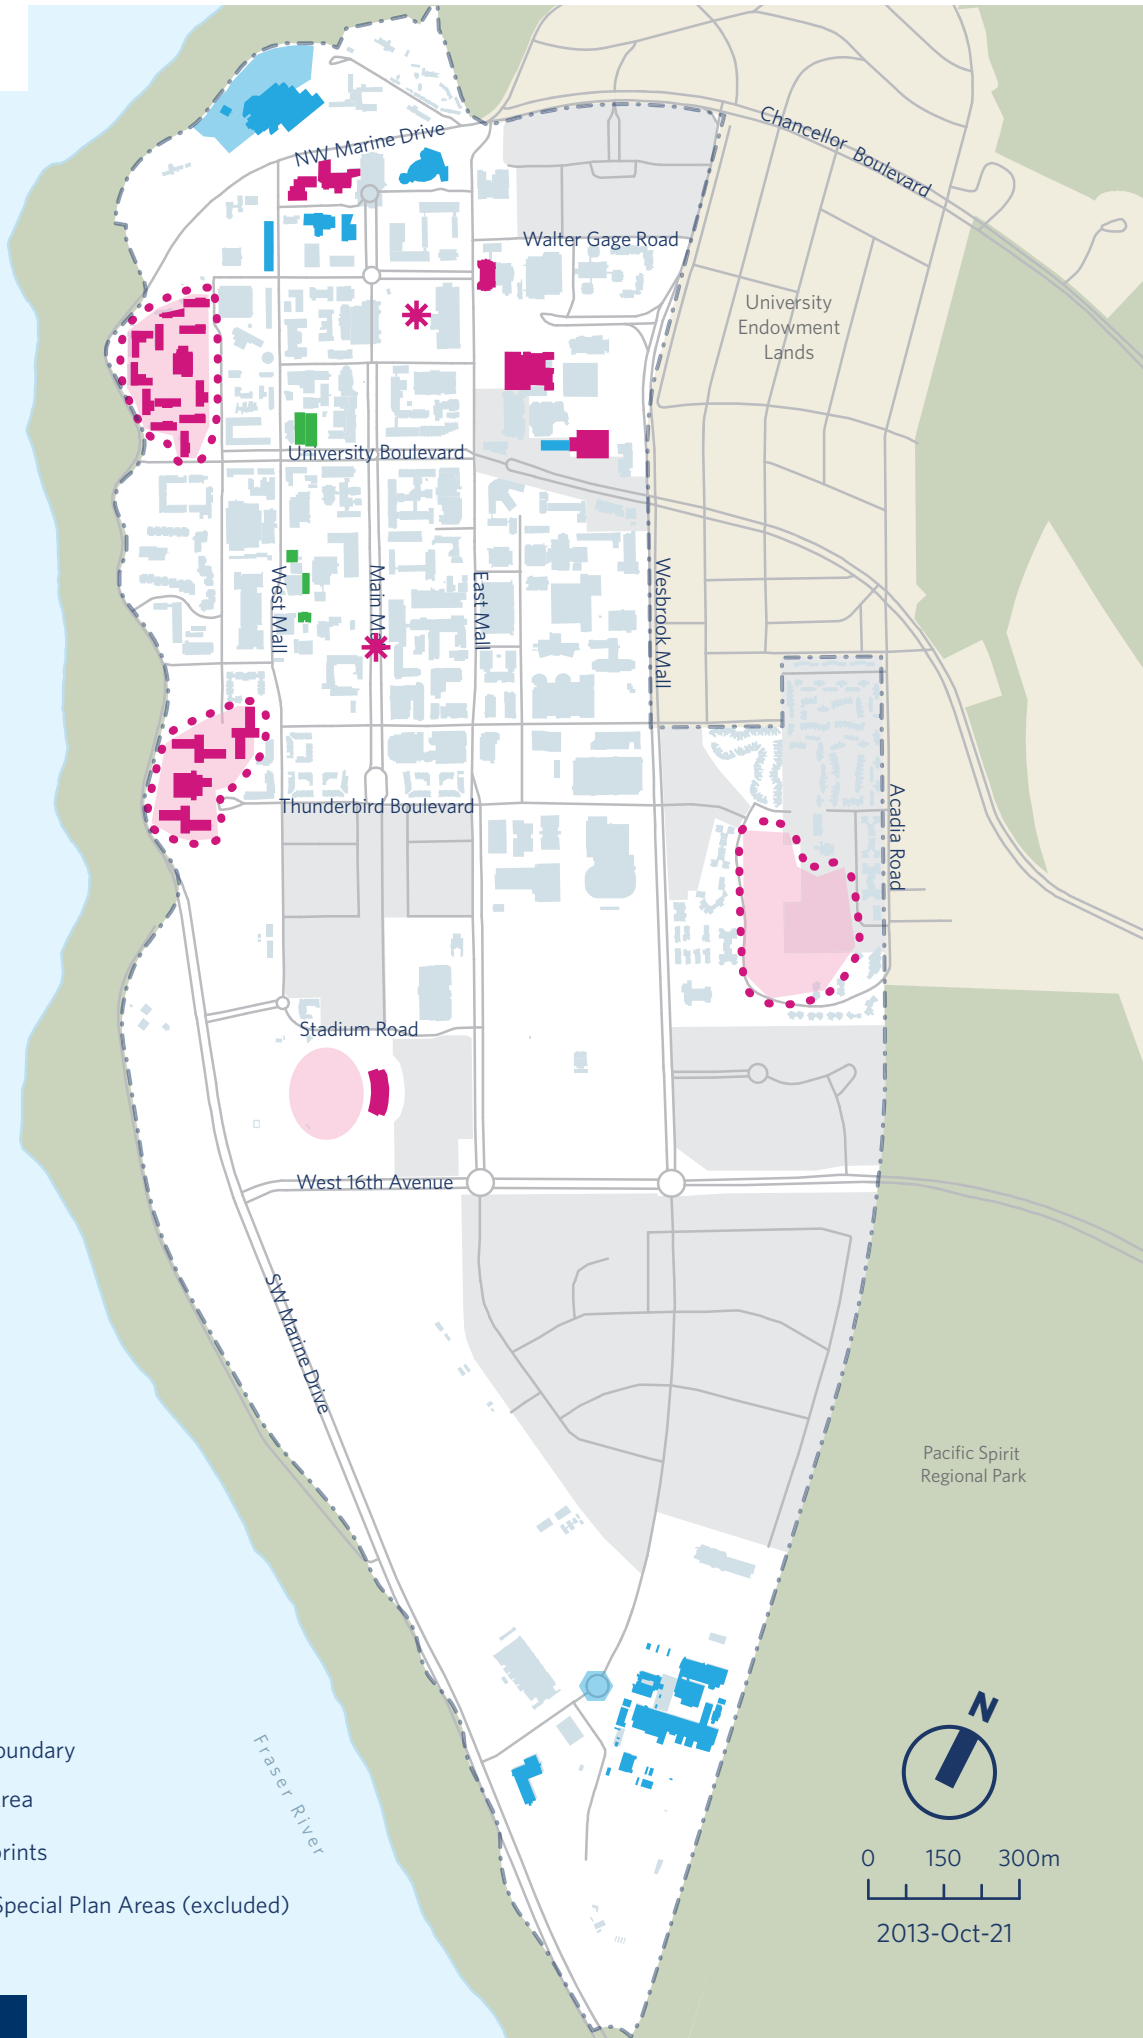 NW Marine Drive
Chancellor Boulevard
Walter Gage Road
University
Endowment
Lands
University Boulevard
West Mall
East Mall
Wesbrook Mall
Thunderbird Boulevard
Acadia Road
Stadium Road
West 16th Avenue
SW Marine Drive
Pacific Spirit
Regional Park
Fraser River
N
0 150 300m
2013-Oct-21
oundary
rea
rints
Special Plan Areas (excluded)
Main M